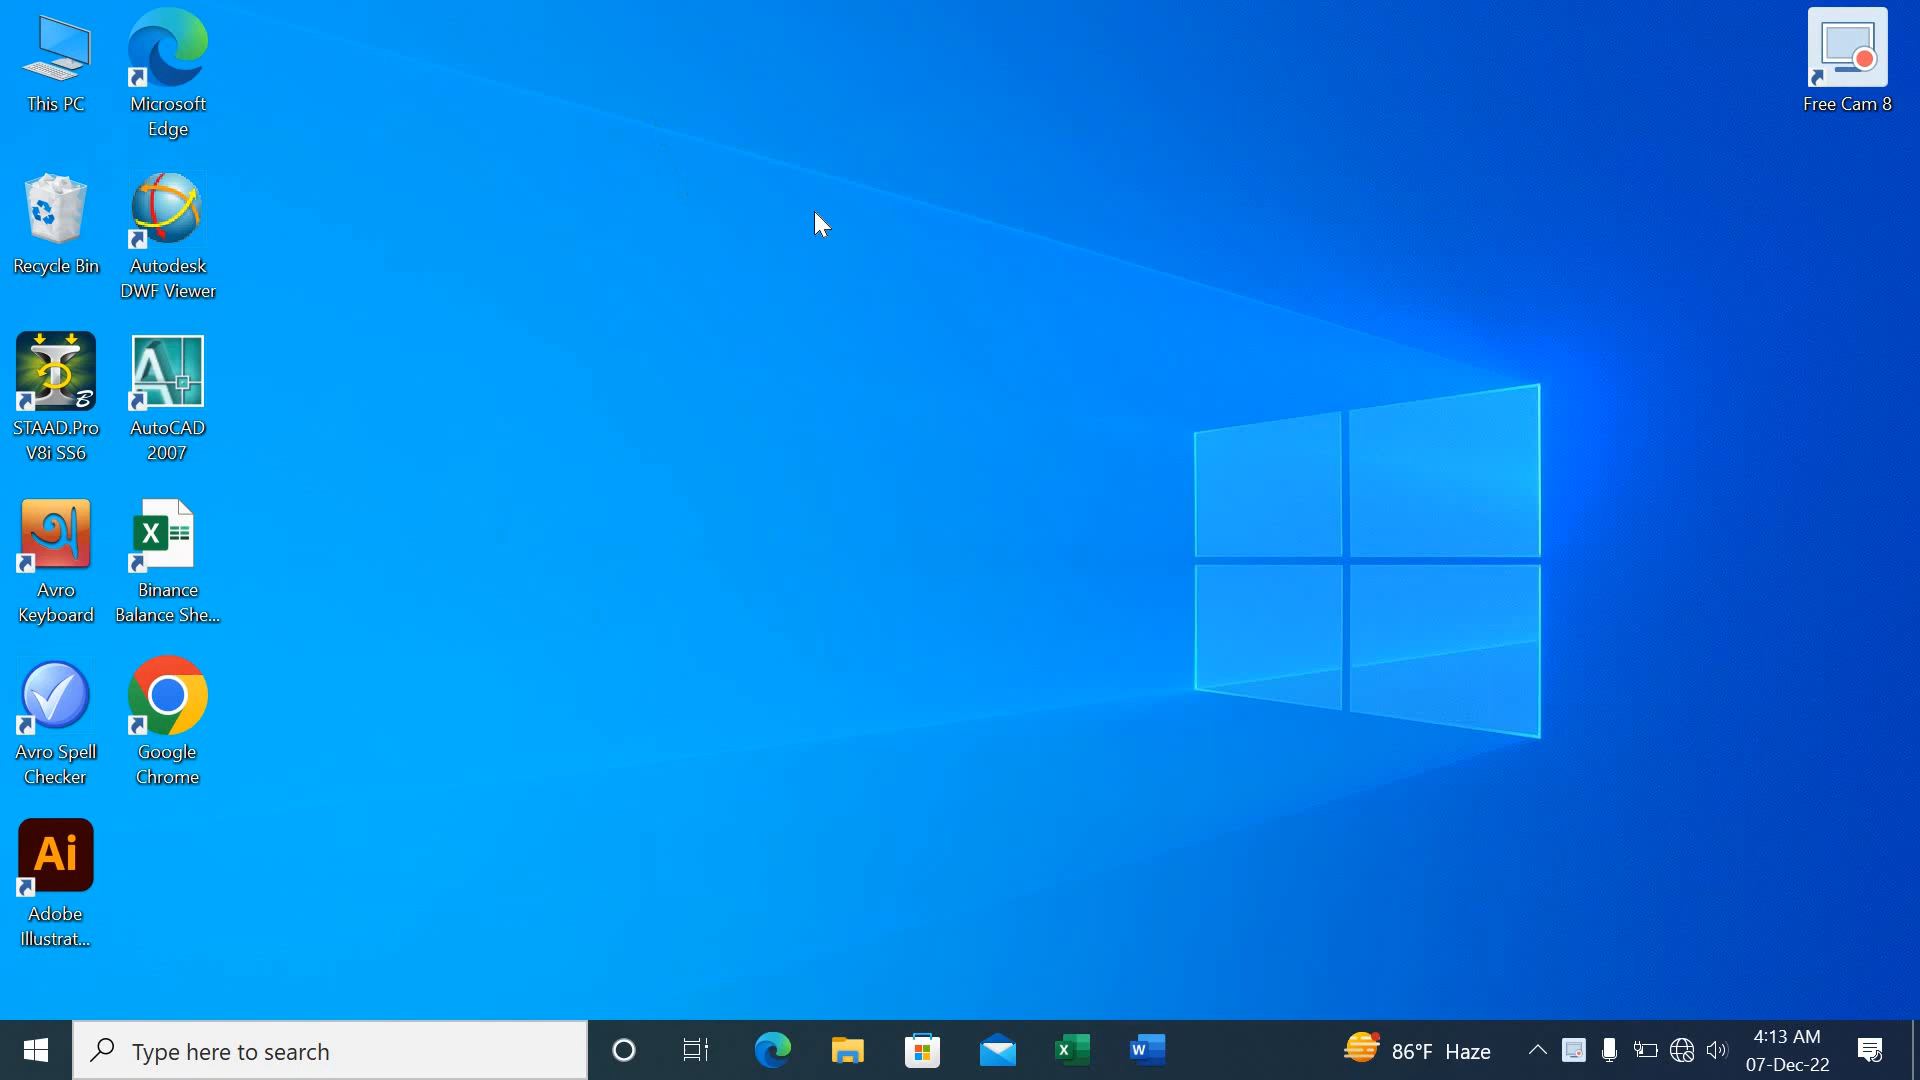 This PC
Microsoft
Edge
Free Cam 8
Recycle Bin
Autodesk
DWF Viewer
B
STAAD.Pro
V8i SS6
AutoCAD
2007
অ
X
Avro
Keyboard
Binance
Balance She...
Avro Spell
Checker
Google
Chrome
Ai
Adobe
Illustrat...
Type here to search
X
W
86°F Haze
4:13 AM
07-Dec-22